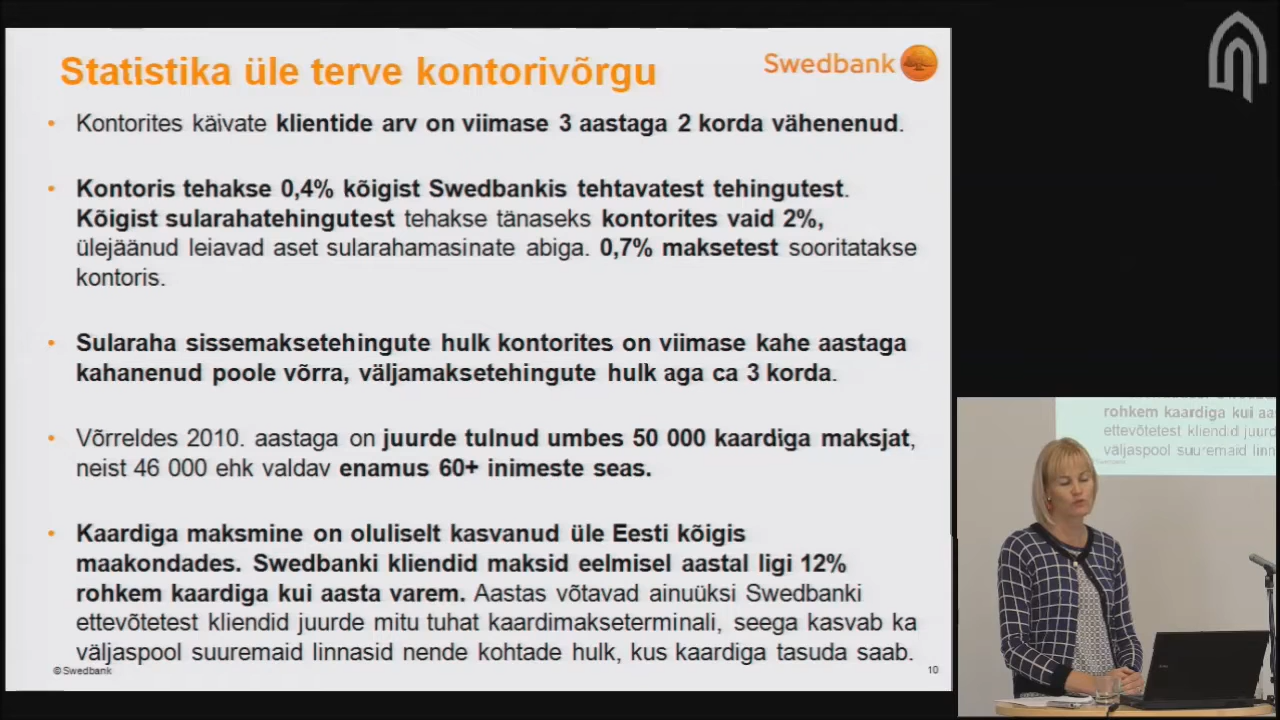 Statistika üle terve kontorivõrgu
Swedbank
• Kontorites käivate klientide arv on viimase 3 aastaga 2 korda vähenenud.
• Kontoris tehakse 0,4% kõigist Swedbankis tehtavatest tehingutest.
Kõigist sularahatehingutest tehakse tänaseks kontorites vaid 2%,
ülejäänud leiavad aset sularahamasinate abiga. 0,7% maksetest sooritatakse
kontoris.
• Sularaha sissemaksetehingute hulk kontorites on viimase kahe aastaga
kahanenud poole võrra, väljamaksetehingute hulk aga ca 3 korda.
• Võrreldes 2010. aastaga on juurde tulnud umbes 50 000 kaardiga maksjat,
neist 46 000 ehk valdav enamus 60+ inimeste seas.
• Kaardiga maksmine on oluliselt kasvanud üle Eesti kõigis
maakondades. Swedbanki kliendid maksid eelmisel aastal ligi 12%
rohkem kaardiga kui aasta varem. Aastas võtavad ainuüksi Swedbanki
ettevõtetest kliendid juurde mitu tuhat kaardimakseterminali, seega kasvab ka
väljaspool suuremaid linnasid nende kohtade hulk, kus kaardiga tasuda saab.
© Swedbank
10
rohkem kaardiga kui aa
ettevõtetest kliendid juurd
väljaspool suuremaid linn